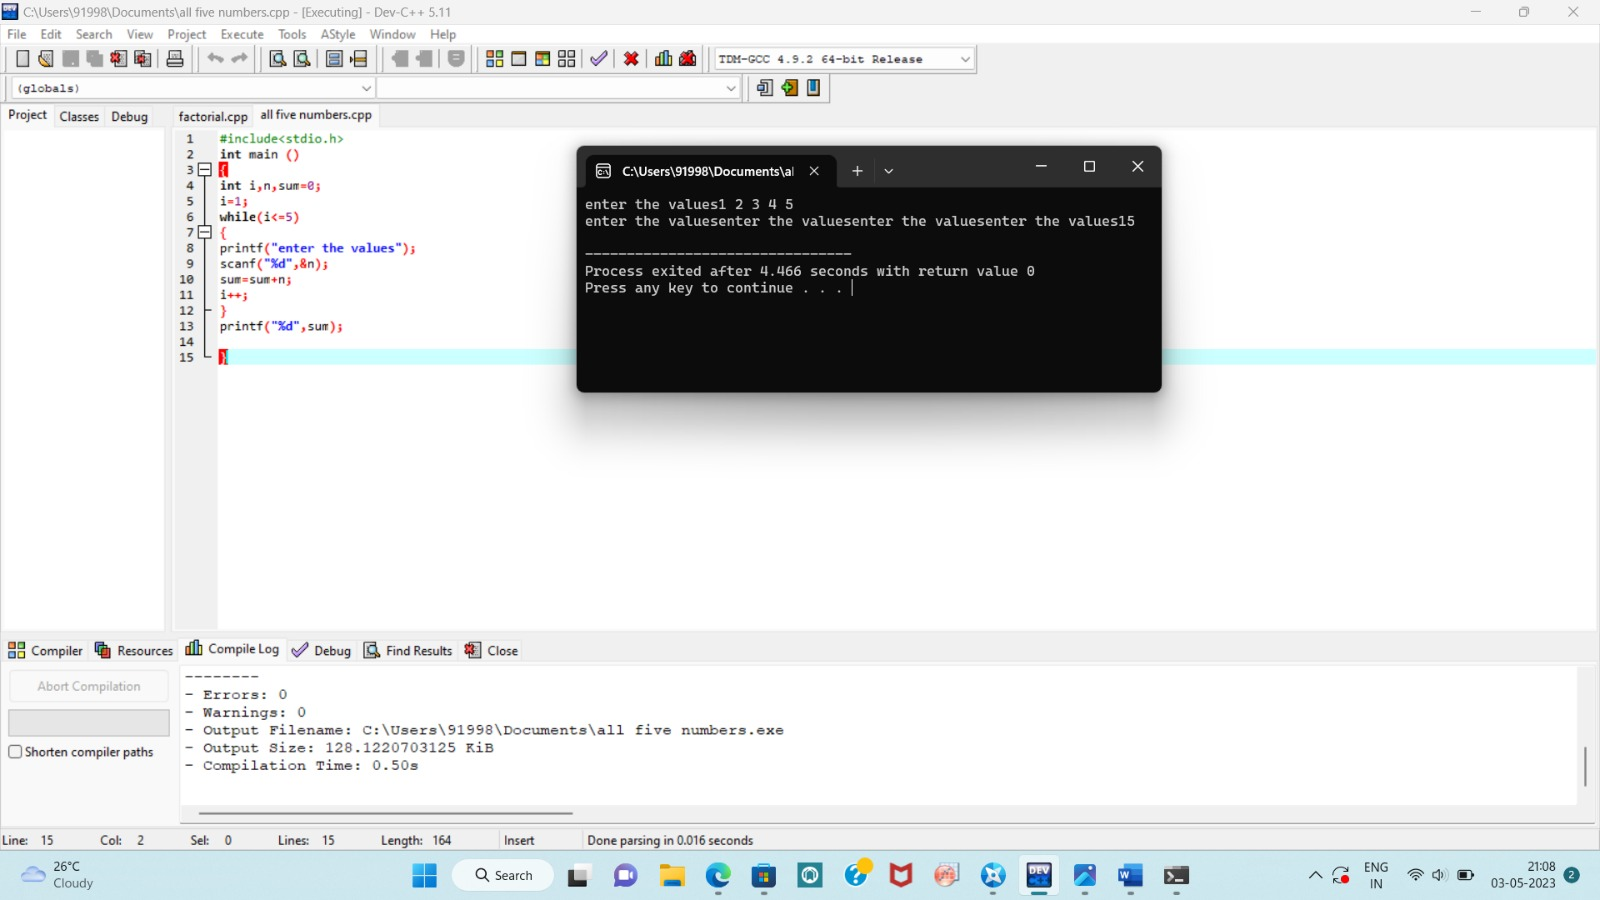 C:\Users\91998\Documents\all five numbers.cpp - [Executing] - Dev-C++ 5.11
File Edit Search View Project Execute Tools AStyle Window Help
TDM-GCC 4.9.2 64-bit Release
(globals)
Project Classes Debug factorial.cpp all five numbers.cpp
1 #include<stdio.h>
2 int main ()
3 {
4 int i,n,sum=0;
5 i=1;
6 while(i<=5)
7 {
8 printf("enter the values");
9 scanf("%d",&n);
10 sum=sum+n;
11 i++;
12 }
13 printf("%d",sum);
14
15 }
C:\Users\91998\Documents\al
enter the values1 2 3 4 5
enter the valuesenter the valuesenter the valuesenter the values15
--------------------------------
Process exited after 4.466 seconds with return value 0
Press any key to continue . . .
Compiler Resources Compile Log Debug Find Results Close
Abort Compilation
Shorten compiler paths
--------
- Errors: 0
- Warnings: 0
- Output Filename: C:\Users\91998\Documents\all five numbers.exe
- Output Size: 128.1220703125 KiB
- Compilation Time: 0.50s
Line: 15 Col: 2 Sel: 0 Lines: 15 Length: 164 Insert Done parsing in 0.016 seconds
26°C
Cloudy
Search
DEV
W
ENG
IN
21:08
03-05-2023
2